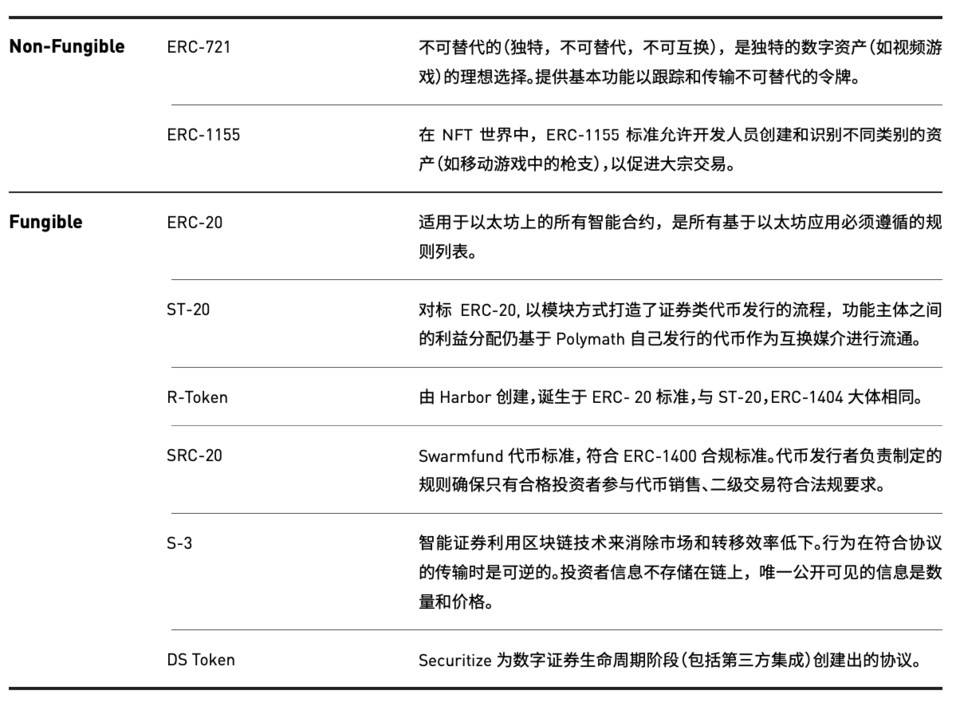 Non-Fungible ERC-721 不可替代的(独特，不可替代，不可互换)，是独特的数字资产(如视频游
戏)的理想选择。提供基本功能以跟踪和传输不可替代的令牌。
ERC-1155 在 NFT 世界中，ERC-1155 标准允许开发人员创建和识别不同类别的资
产(如移动游戏中的枪支),以促进大宗交易。
Fungible ERC-20 适用于以太坊上的所有智能合约，是所有基于以太坊应用必须遵循的规
则列表。
ST-20 对标 ERC-20, 以模块方式打造了证券类代币发行的流程，功能主体之间
的利益分配仍基于 Polymath 自己发行的代币作为互换媒介进行流通。
R-Token 由 Harbor 创建,诞生于 ERC- 20 标准,与 ST-20,ERC-1404 大体相同。
SRC-20 Swarmfund 代币标准，符合 ERC-1400 合规标准。代币发行者负责制定的
规则确保只有合格投资者参与代币销售、二级交易符合法规要求。
S-3 智能证券利用区块链技术来消除市场和转移效率低下。行为在符合协议
的传输时是可逆的。投资者信息不存储在链上，唯一公开可见的信息是数
量和价格。
DS Token Securitize 为数字证券生命周期阶段(包括第三方集成)创建出的协议。